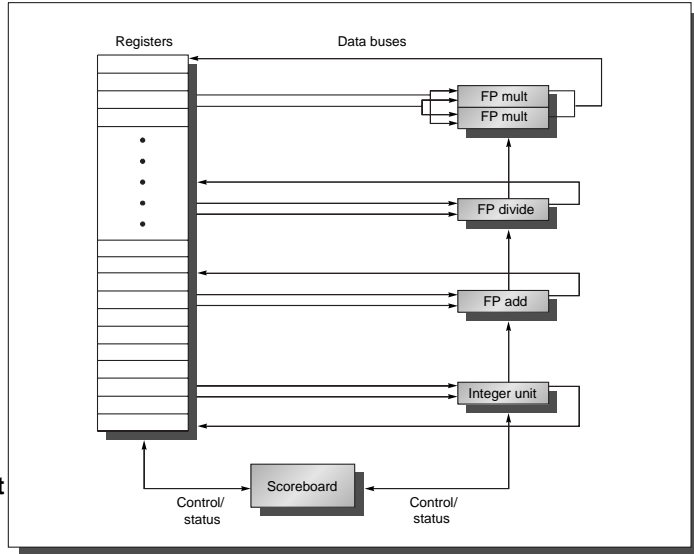 Registers
Data buses
FP mult
FP mult
FP divide
FP add
Integer unit
Scoreboard
Control/
status
Control/
status
t